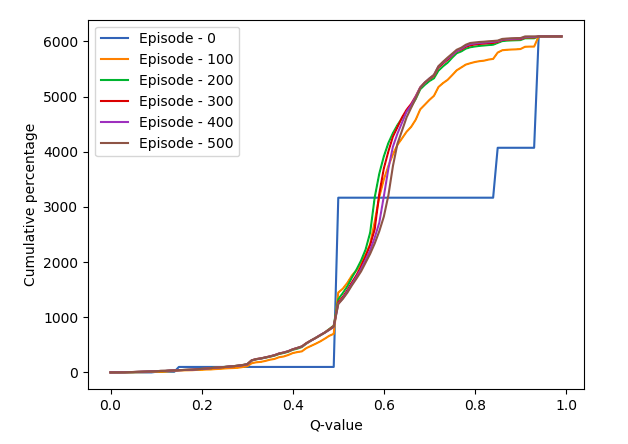 6000
5000
4000
3000
2000
1000
0
Cumulative percentage
Episode - 0
Episode - 100
Episode - 200
Episode - 300
Episode - 400
Episode - 500
0.0 0.2 0.4 0.6 0.8 1.0
Q-value